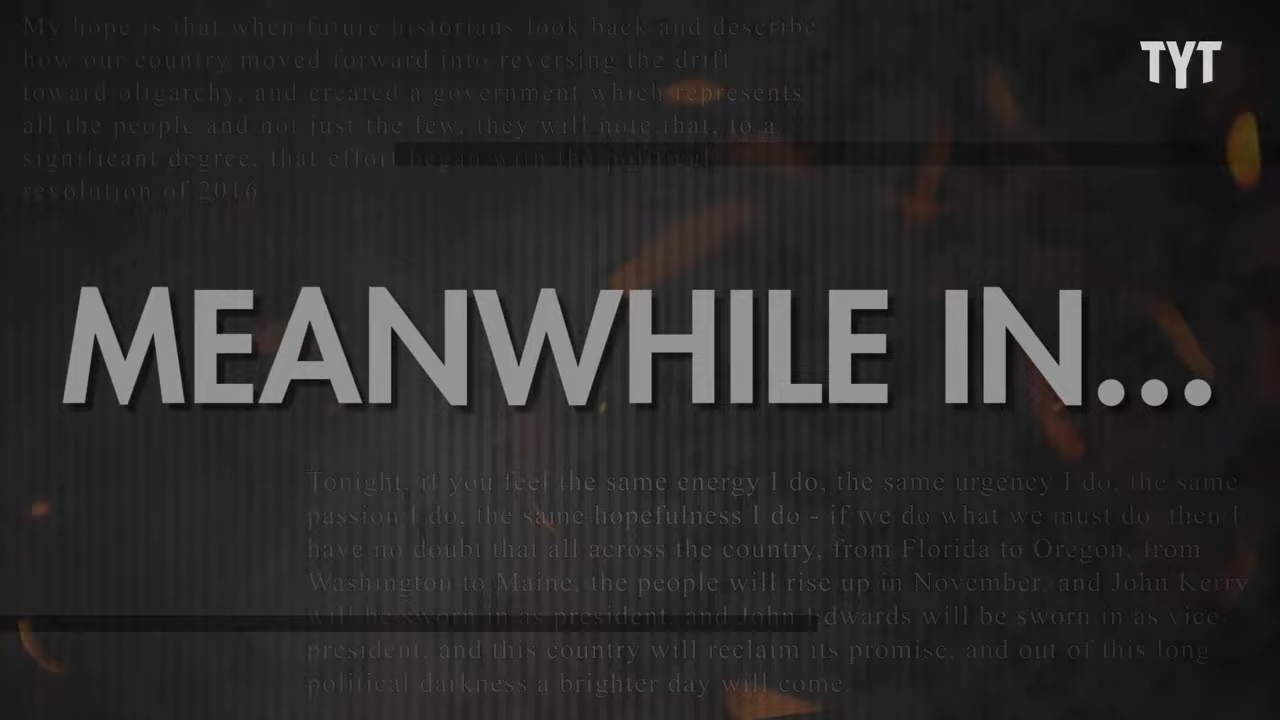 My hope is that when future historians look back and describe
how our country moved forward into reversing the drift
toward oligarchy, and created a government which represents
all the people and not just the few, they will note that, to a
significant degree, that effort began with the political
revolution of 2016
TYT
MEANWHILE IN...
Tonight, if you feel the same energy I do, the same urgency I do, the same
passion I do, the same hopefulness I do - if we do what we must do, then I
have no doubt that all across the country, from Florida to Oregon, from
Washington to Maine, the people will rise up in November, and John Kerry
will be sworn in as president, and John Edwards will be sworn in as vice
president, and this country will reclaim its promise, and out of this long
political darkness a brighter day will come.